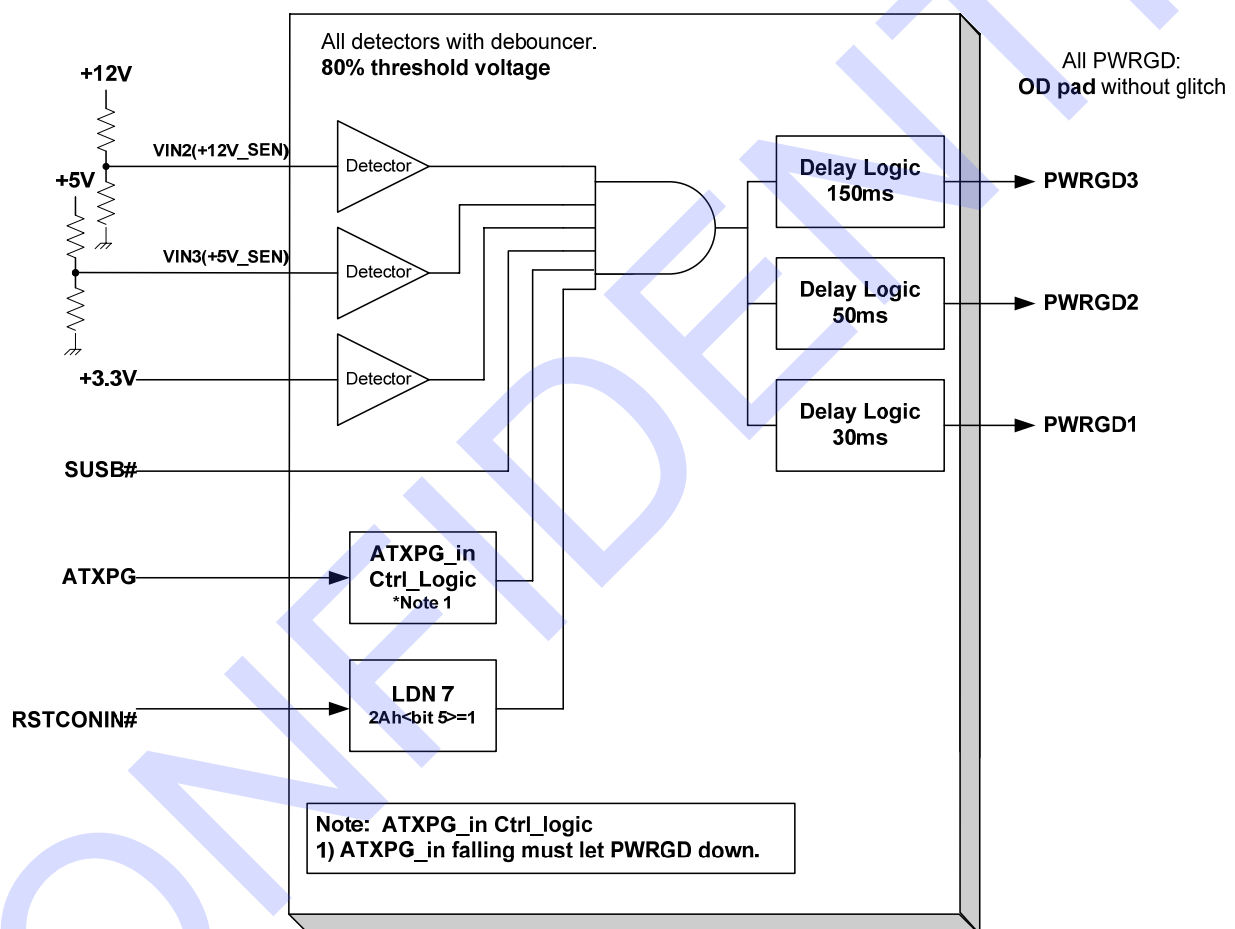 All detectors with debouncer.
80% threshold voltage
All PWRGD:
OD pad without glitch
+12V
VIN2(+12V_SEN)
Detector
Delay Logic
150ms
PWRGD3
+5V
VIN3(+5V_SEN)
Detector
Delay Logic
50ms
PWRGD2
+3.3V
Detector
Delay Logic
30ms
PWRGD1
SUSB#
ATXPG
ATXPG_in
Ctrl_Logic
*Note 1
RSTCONIN#
LDN 7
2Ah<bit 5>=1
Note: ATXPG_in Ctrl_logic
1) ATXPG_in falling must let PWRGD down.
ONFIDENT